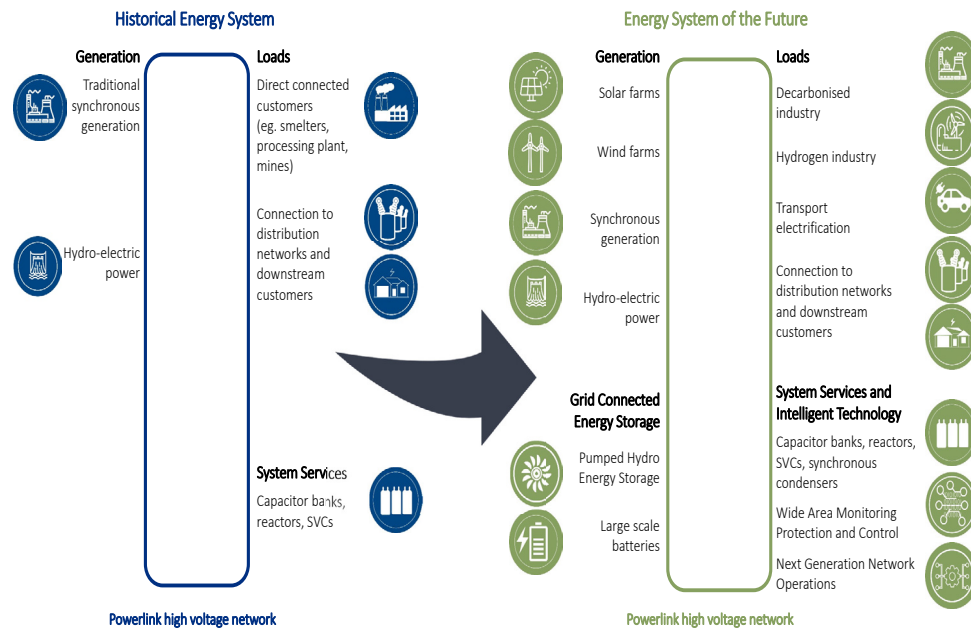 Historical Energy System
Generation
Traditional
synchronous
generation
Hydro-electric
power
Loads
Direct connected
customers
(eg. smelters,
processing plant,
mines)
Connection to
distribution
networks and
downstream
customers
System Services
Capacitor banks,
reactors, SVCs
Powerlink high voltage network
Energy System of the Future
Generation
Solar farms
Wind farms
Synchronous
generation
Hydro-electric
power
Grid Connected
Energy Storage
Pumped Hydro
Energy Storage
Large scale
batteries
Loads
Decarbonised
industry
Hydrogen industry
Transport
electrification
Connection to
distribution networks
and downstream
customers
System Services and
Intelligent Technology
Capacitor banks, reactors,
SVCs, synchronous
condensers
Wide Area Monitoring
Protection and Control
Next Generation Network
Operations
Powerlink high voltage network